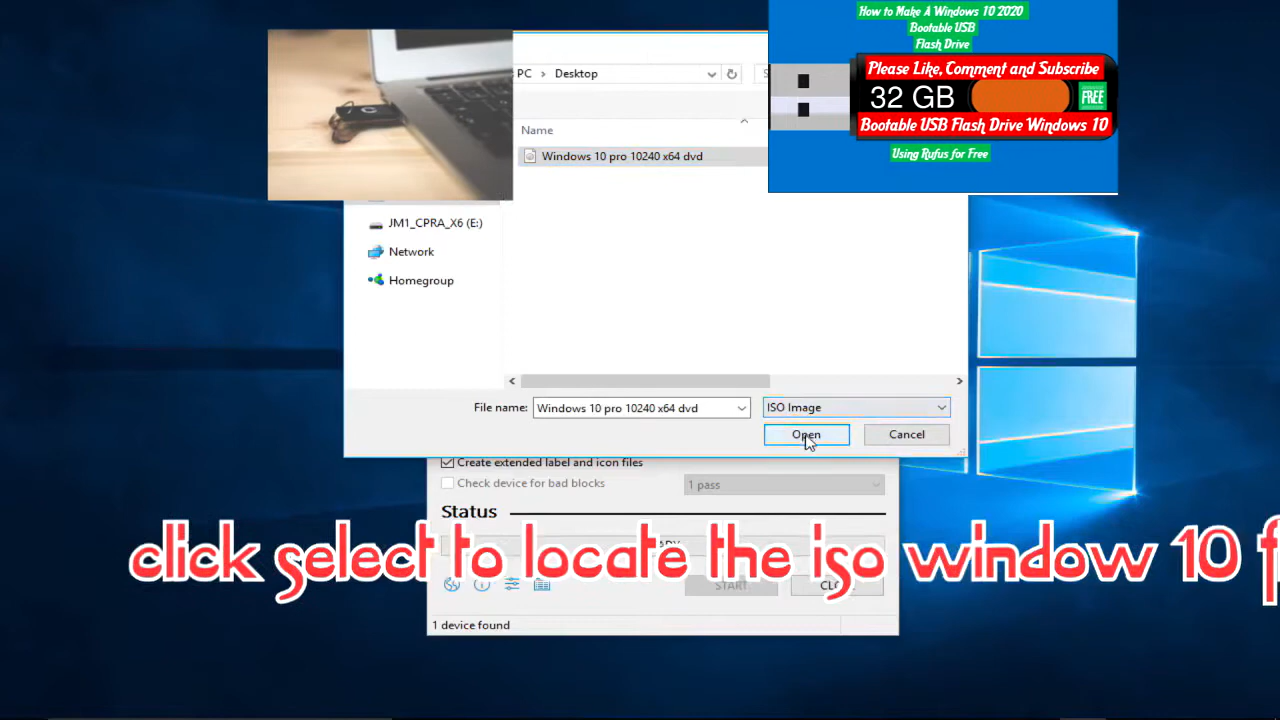 How to Make A Windows 10 2020
Bootable USB
Flash Drive
Please Like, Comment and Subscribe
32 GB
FREE
Bootable USB Flash Drive Windows 10
Using Rufus for Free
PC > Desktop
Name
Windows 10 pro 10240 x64 dvd
JM1_CPRA_X6 (E:)
Network
Homegroup
File name: Windows 10 pro 10240 x64 dvd
ISO Image
Open
Cancel
Create extended label and icon files
Check device for bad blocks
1 pass
Status
click select to locate the iso window 10 f
START
1 device found